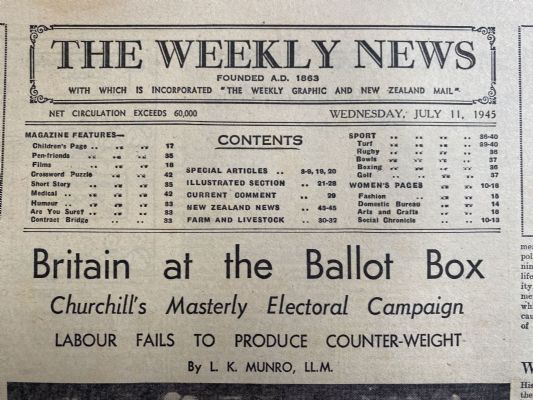 THE WEEKLY NEWS
FOUNDED A.D. 1863
WITH WHICH IS INCORPORATED "THE WEEKLY GRAPHIC AND NEW ZEALAND MAIL"
NET CIRCULATION EXCEEDS 60,000
WEDNESDAY, JULY 11, 1945
CONTENTS
MAGAZINE FEATURES—
Children's Page .. .. .. 17
Pen-friends .. .. .. 35
Films .. .. .. 18
Crossword Puzzle .. .. 42
Short Story .. .. .. 35
Medical .. .. .. 42
Humour .. .. .. 33
Are You Sure? .. .. 33
Contract Bridge .. .. 33
SPECIAL ARTICLES .. 8-9, 19, 20
ILLUSTRATED SECTION .. 21-28
CURRENT COMMENT .. 29
NEW ZEALAND NEWS .. 43-45
FARM AND LIVESTOCK .. 30-32
SPORT .. .. .. 36-40
Turf .. .. .. 39-40
Rugby .. .. .. 36
Bowls .. .. .. 37
Boxing .. .. .. 36
Golf .. .. .. 37
WOMEN'S PAGES .. 10-16
Fashion .. .. .. 15
Domestic Bureau .. .. 14
Arts and Crafts .. .. 16
Social Chronicle .. .. 10-13
Britain at the Ballot Box
Churchill's Masterly Electoral Campaign
LABOUR FAILS TO PRODUCE COUNTER-WEIGHT
By L. K. MUNRO, LL.M.